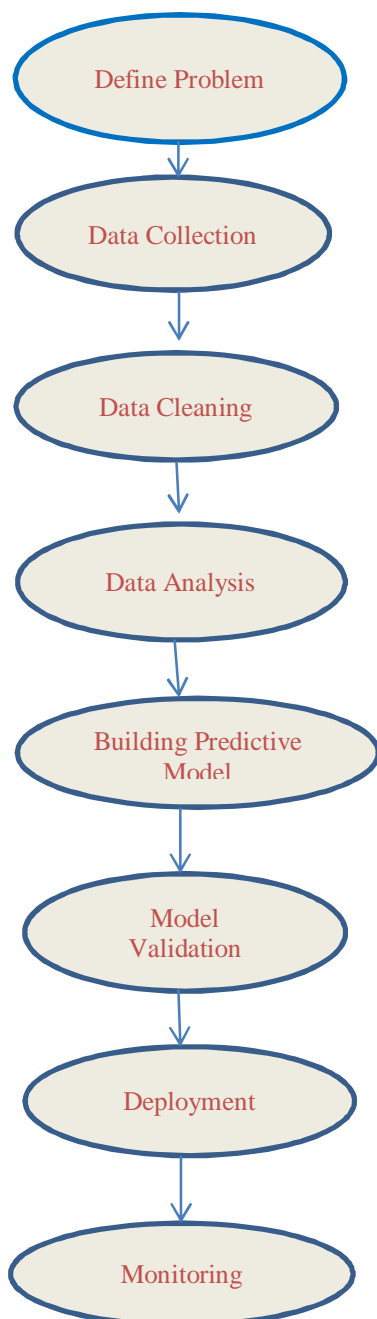 Define Problem
Data Collection
Data Cleaning
Data Analysis
Building Predictive
Model
Model
Validation
Deployment
Monitoring